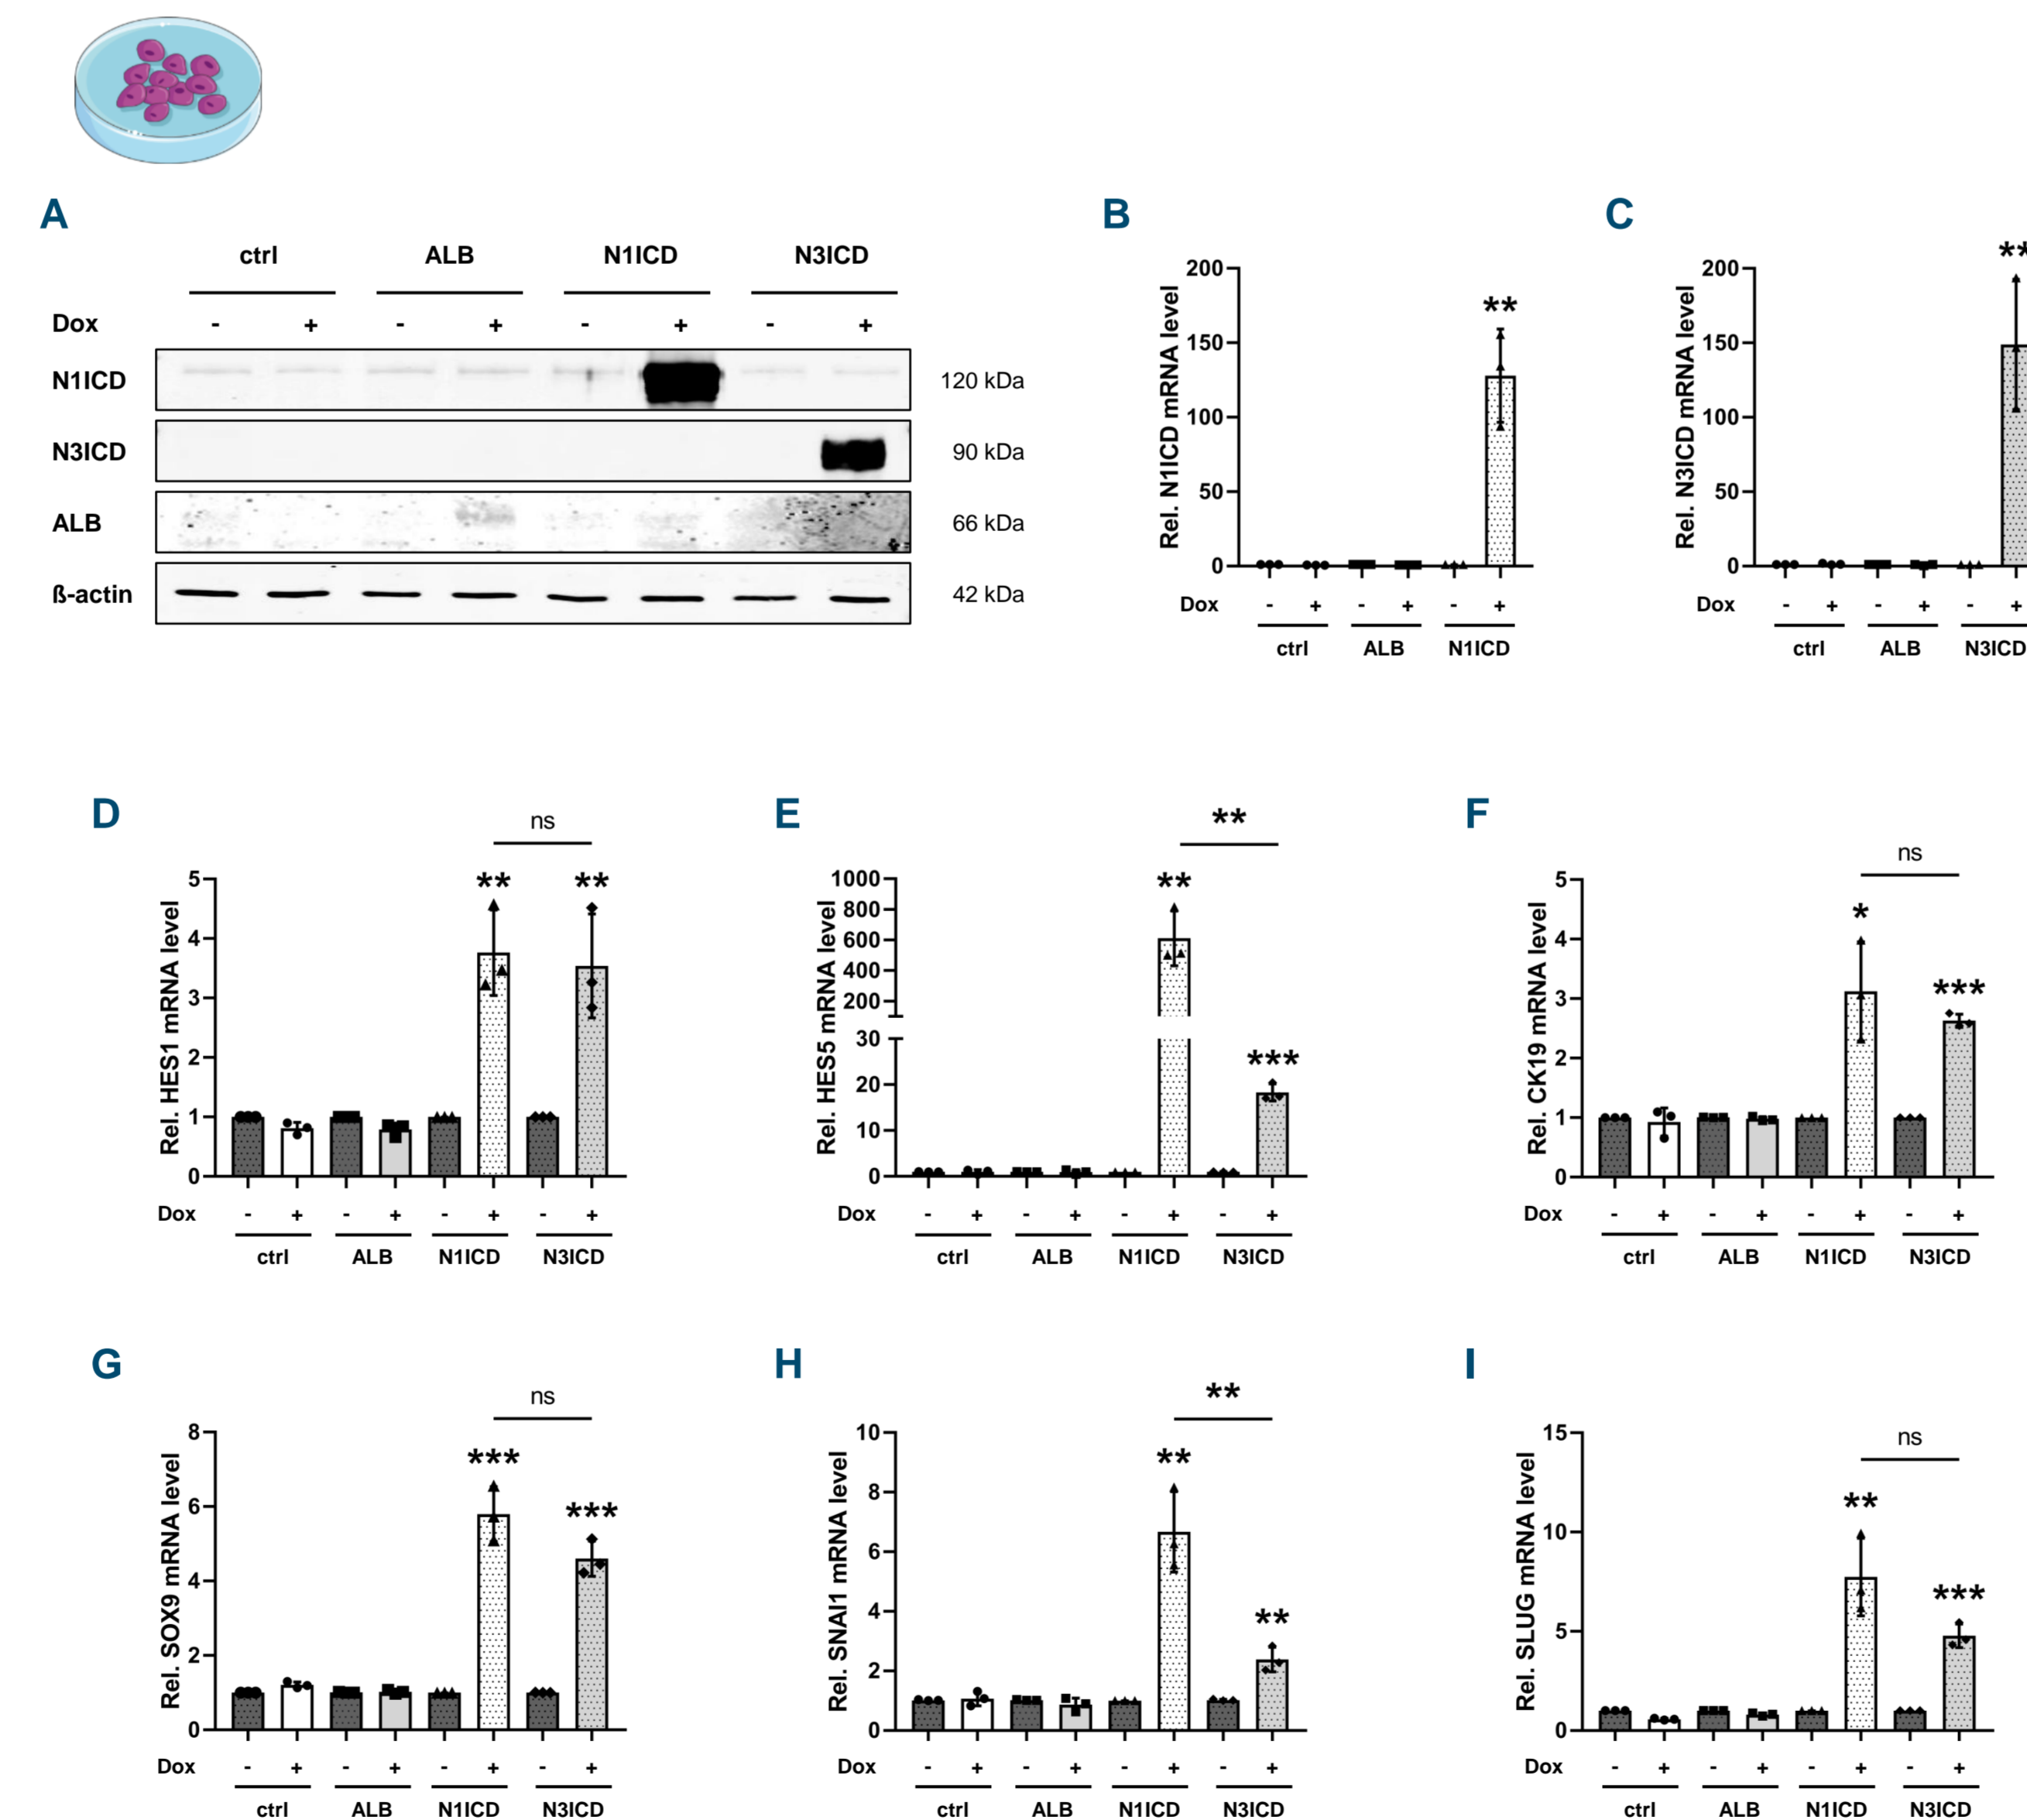 A
ctrl ALB N1ICD N3ICD
Dox - + - + - + - +
N1ICD 120 kDa
N3ICD 90 kDa
ALB 66 kDa
ß-actin 42 kDa
B
Rel. N1ICD mRNA level
200
150
100
50
0
**
Dox - + - + - +
ctrl ALB N1ICD
C
Rel. N3ICD mRNA level
200
150
100
50
0
**
Dox - + - + - +
ctrl ALB N3ICD
D
Rel. HES1 mRNA level
ns
** **
5
4
3
2
1
0
Dox - + - + - + - +
ctrl ALB N1ICD N3ICD
E
Rel. HES5 mRNA level
**
**
***
1000
800
600
400
200
30
20
10
0
Dox - + - + - + - +
ctrl ALB N1ICD N3ICD
F
Rel. CK19 mRNA level
ns
*
***
5
4
3
2
1
0
Dox - + - + - + - +
ctrl ALB N1ICD N3ICD
G
Rel. SOX9 mRNA level
ns
***
***
8
6
4
2
0
Dox - + - + - + - +
ctrl ALB N1ICD N3ICD
H
Rel. SNAI1 mRNA level
**
**
**
10
8
6
4
2
0
Dox - + - + - + - +
ctrl ALB N1ICD N3ICD
I
Rel. SLUG mRNA level
ns
**
***
15
10
5
0
Dox - + - + - + - +
ctrl ALB N1ICD N3ICD